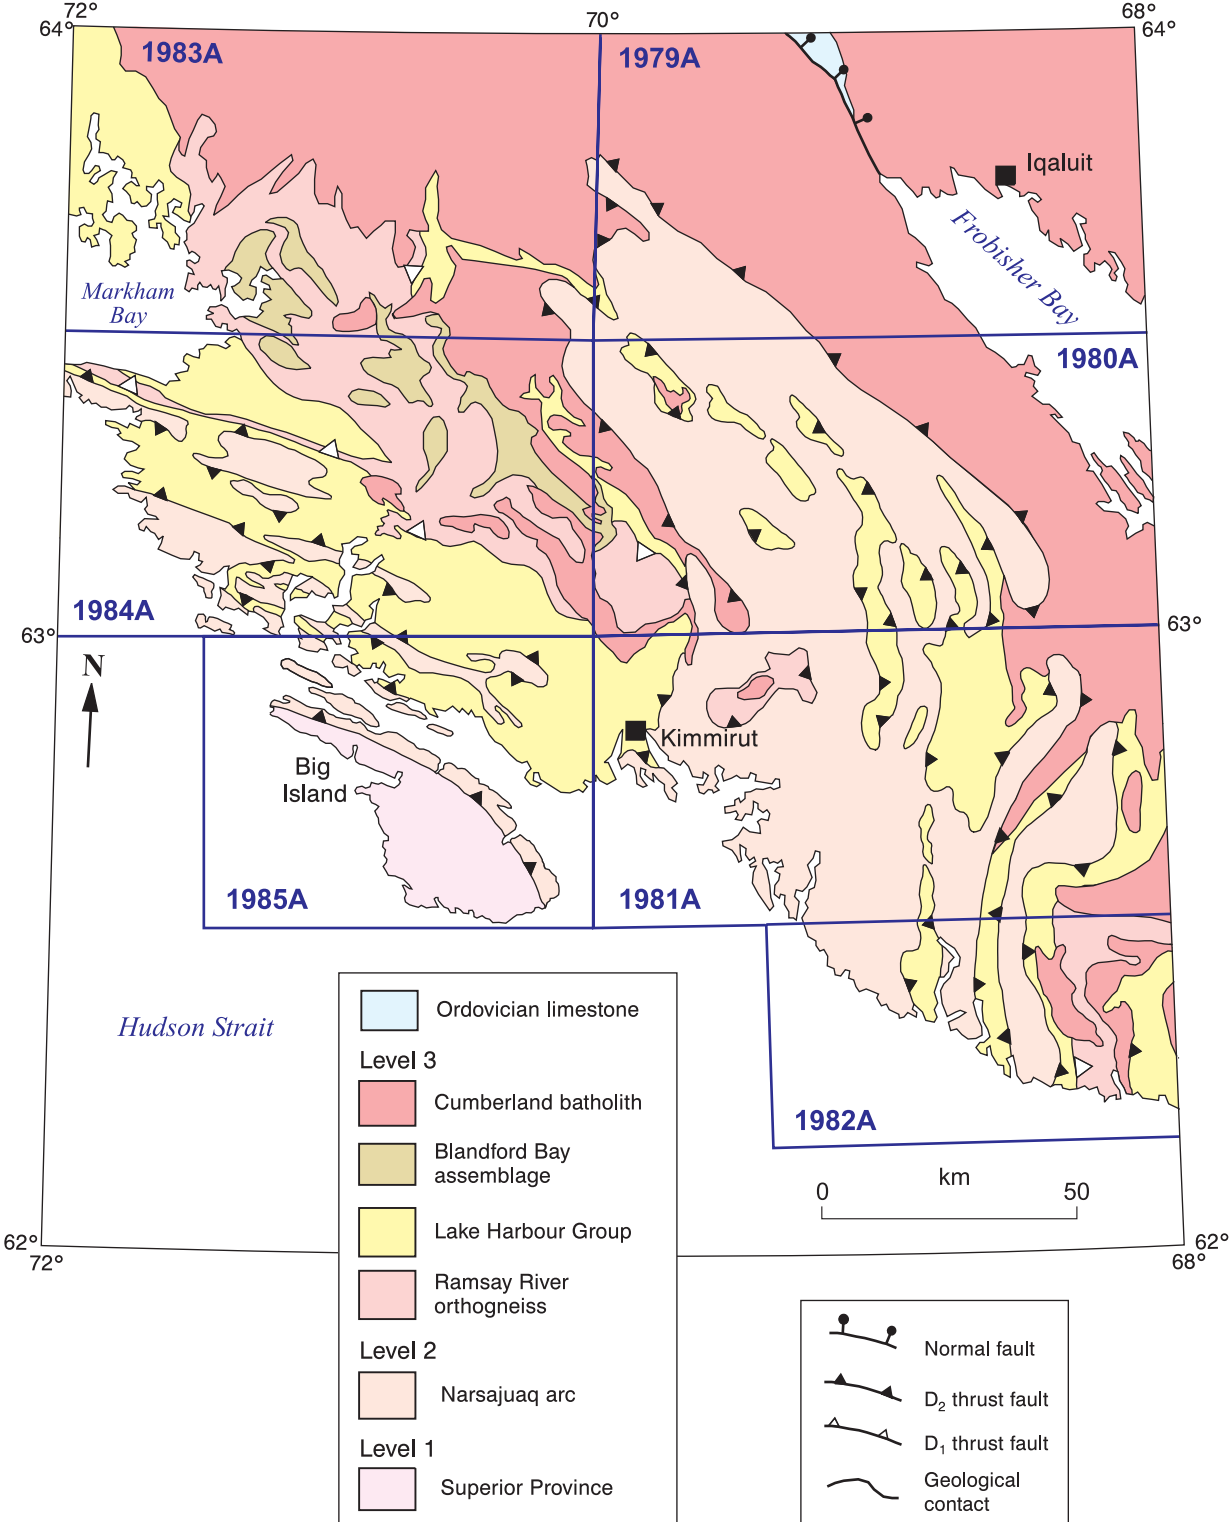 72°
70°
68°
64°
64°
1983A
1979A
Iqaluit
Frobisher Bay
Markham
Bay
1980A
1984A
63°
63°
N
Kimmirut
Big
Island
1985A
1981A
Hudson Strait
1982A
km
0
50
62°
72°
62°
68°
Ordovician limestone
Level 3
Cumberland batholith
Blandford Bay
assemblage
Lake Harbour Group
Ramsay River
orthogneiss
Level 2
Narsajuaq arc
Level 1
Superior Province
Normal fault
D2 thrust fault
D1 thrust fault
Geological
contact